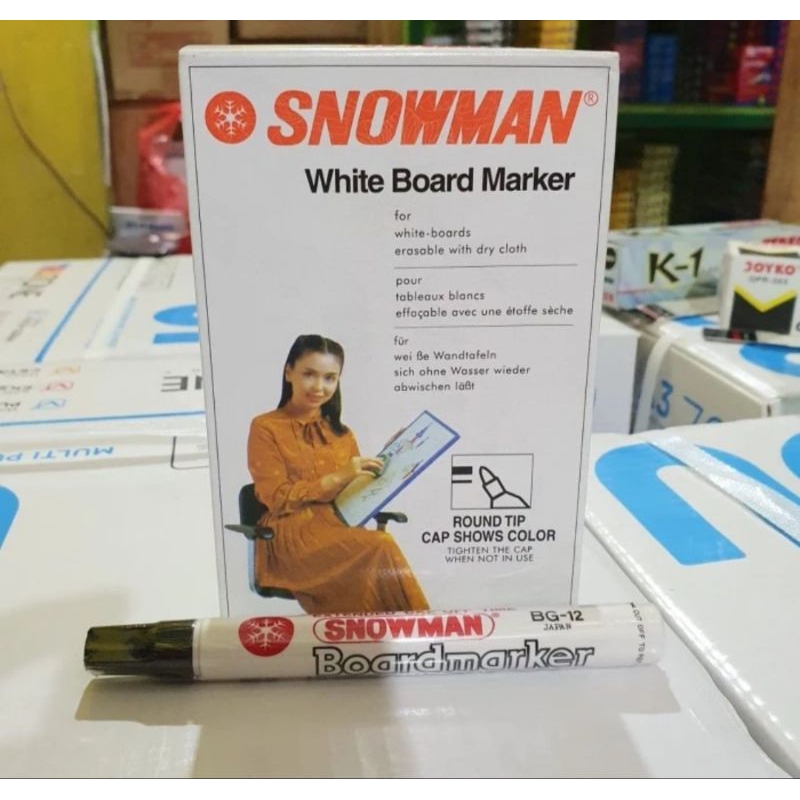 SNOWMAN®
White Board Marker
for
white-boards
erasable with dry cloth
pour
tableaux blancs
effaçable avec une étoffe sèche
für
wei ße Wandtafeln
sich ohne Wasser wieder
abwischen läßt
ROUND TIP
CAP SHOWS COLOR
TIGHTEN THE CAP
WHEN NOT IN USE
SNOWMAN®
BG-12
JAPAN
Boardmarker
K-1
JOYKO
MULTI